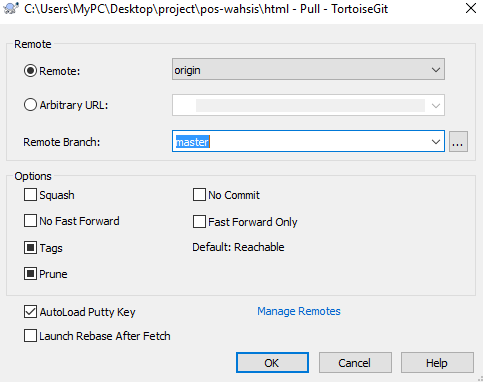 C:\Users\MyPC\Desktop\project\pos-wahsis\html - Pull - TortoiseGit
Remote
Remote:
origin
Arbitrary URL:
Remote Branch:
master
...
Options
Squash
No Commit
No Fast Forward
Fast Forward Only
Tags
Default: Reachable
Prune
AutoLoad Putty Key
Manage Remotes
Launch Rebase After Fetch
OK
Cancel
Help